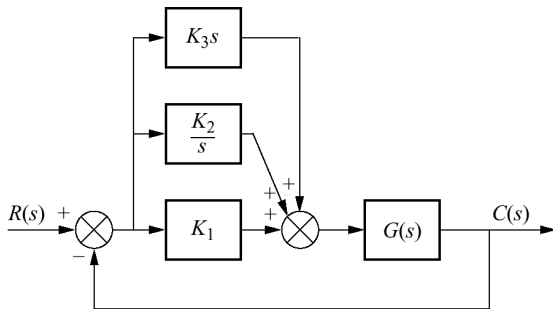 K₃s
K₂
s
+
+
R(s) + + C(s)
K₁ G(s)
−